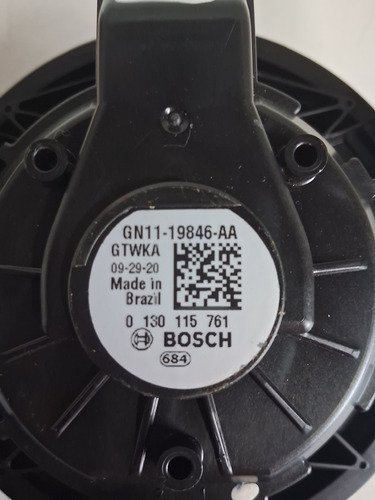 GN11-19846-AA
GTWKA
09-29-20
Made in
Brazil
0 130 115 761
BOSCH
684